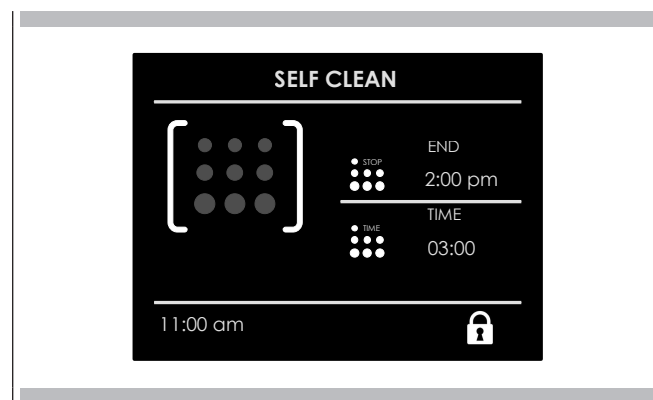 SELF CLEAN
STOP
END
2:00 pm
TIME
TIME
03:00
11:00 am